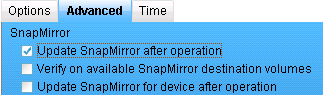 Options Advanced Time
SnapMirror
Update SnapMirror after operation
Verify on available SnapMirror destination volumes
Update SnapMirror for device after operation